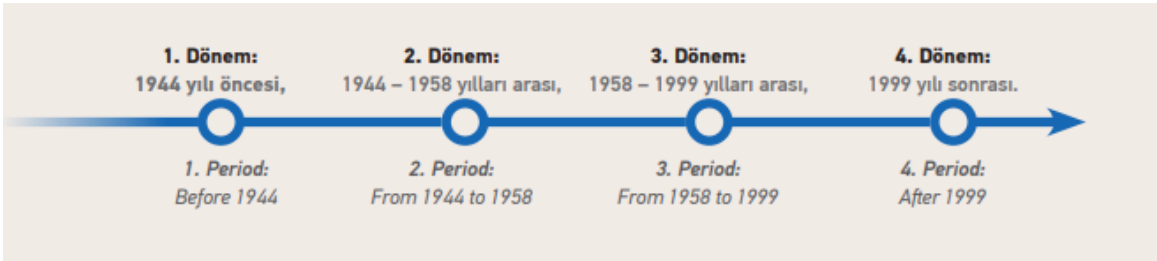 1. Dönem:
1944 yılı öncesi,
2. Dönem:
1944 – 1958 yılları arası,
3. Dönem:
1958 – 1999 yılları arası,
4. Dönem:
1999 yılı sonrası.
1. Period:
Before 1944
2. Period:
From 1944 to 1958
3. Period:
From 1958 to 1999
4. Period:
After 1999